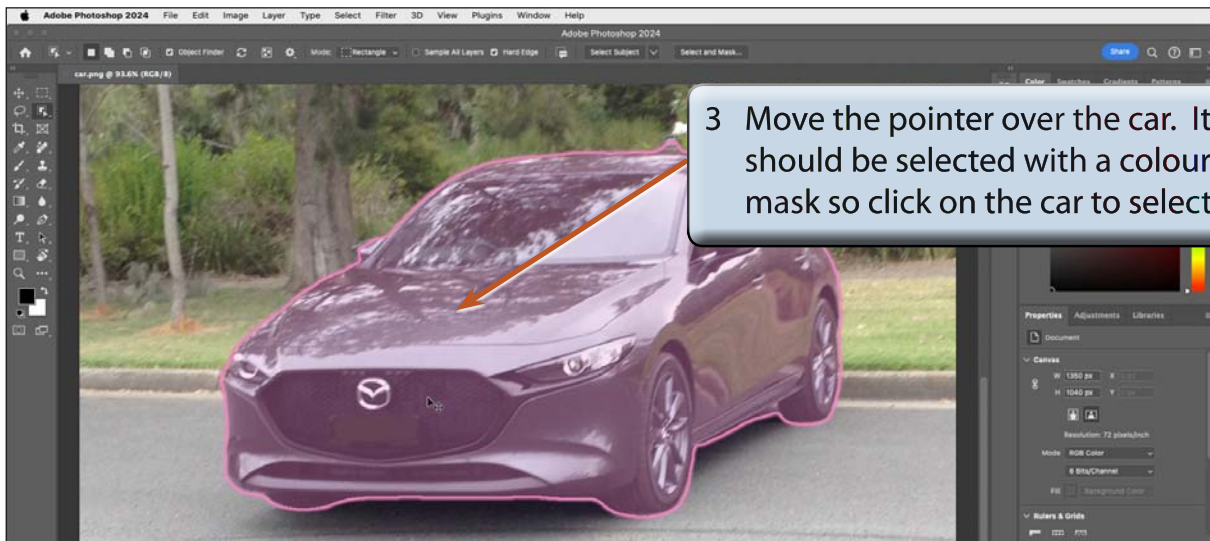 Adobe Photoshop 2024 File Edit Image Layer Type Select Filter 3D View Plugins Window Help
Adobe Photoshop 2024
Object Finder Mode: Rectangle Sample All Layers Hard Edge Select Subject Select and Mask... Share
car.png @ 93.6% (RGB/8)
Color Swatches Gradients Patterns
3 Move the pointer over the car. It
should be selected with a colour
mask so click on the car to select
Properties Adjustments Libraries
Document
Canvas
W 1350 px X
H 1040 px Y
Resolution: 72 pixels/inch
Mode RGB Color
8 Bits/Channel
Fill Background Color
Rulers & Grids